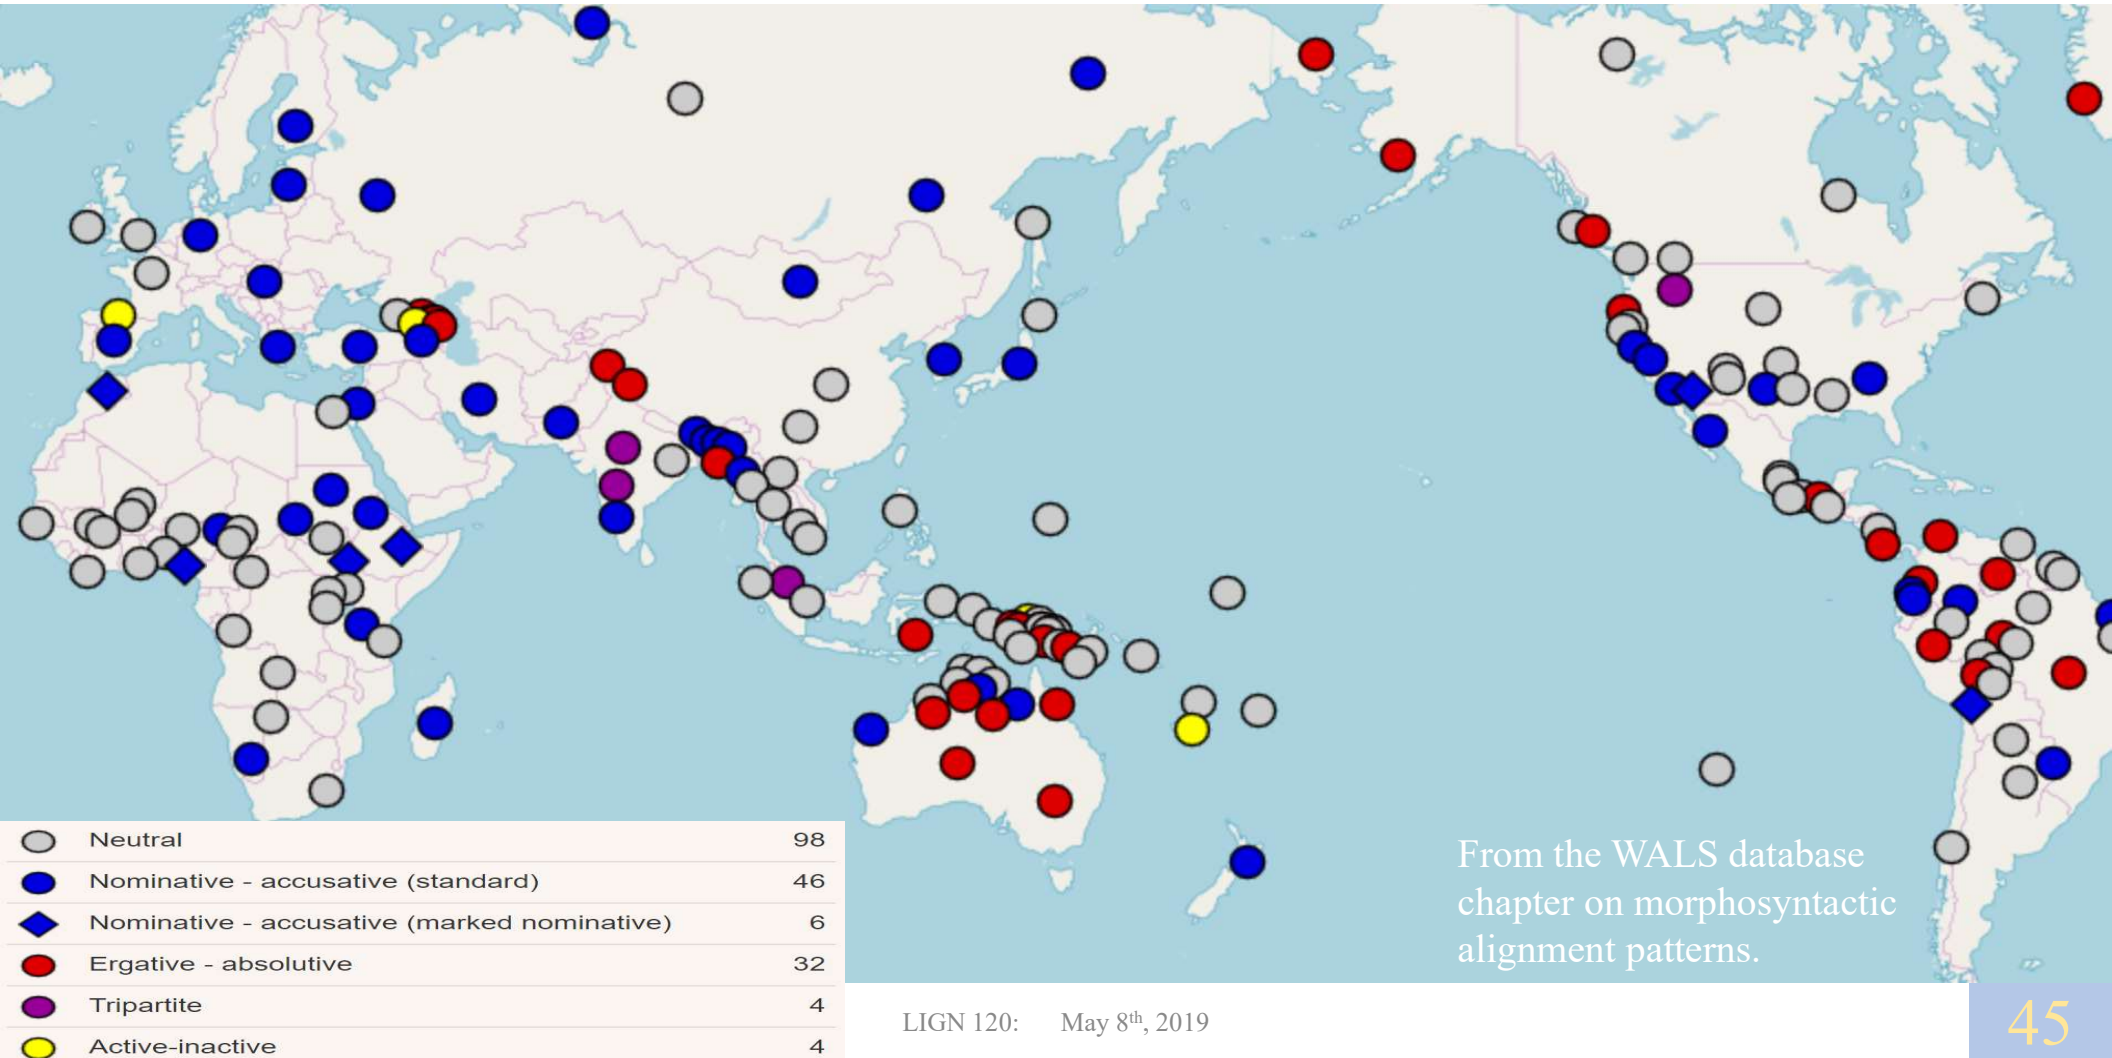 Neutral 98
Nominative - accusative (standard) 46
Nominative - accusative (marked nominative) 6
Ergative - absolutive 32
Tripartite 4
Active-inactive 4
From the WALS database
chapter on morphosyntactic
alignment patterns.
LIGN 120: May 8th, 2019
45